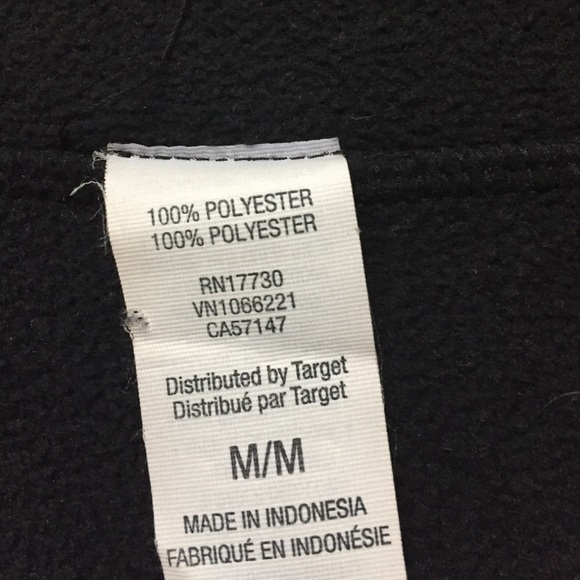 100% POLYESTER
100% POLYESTER
RN17730
VN1066221
CA57147
Distributed by Target
Distribué par Target
M/M
MADE IN INDONESIA
FABRIQUÉ EN INDONÉSIE